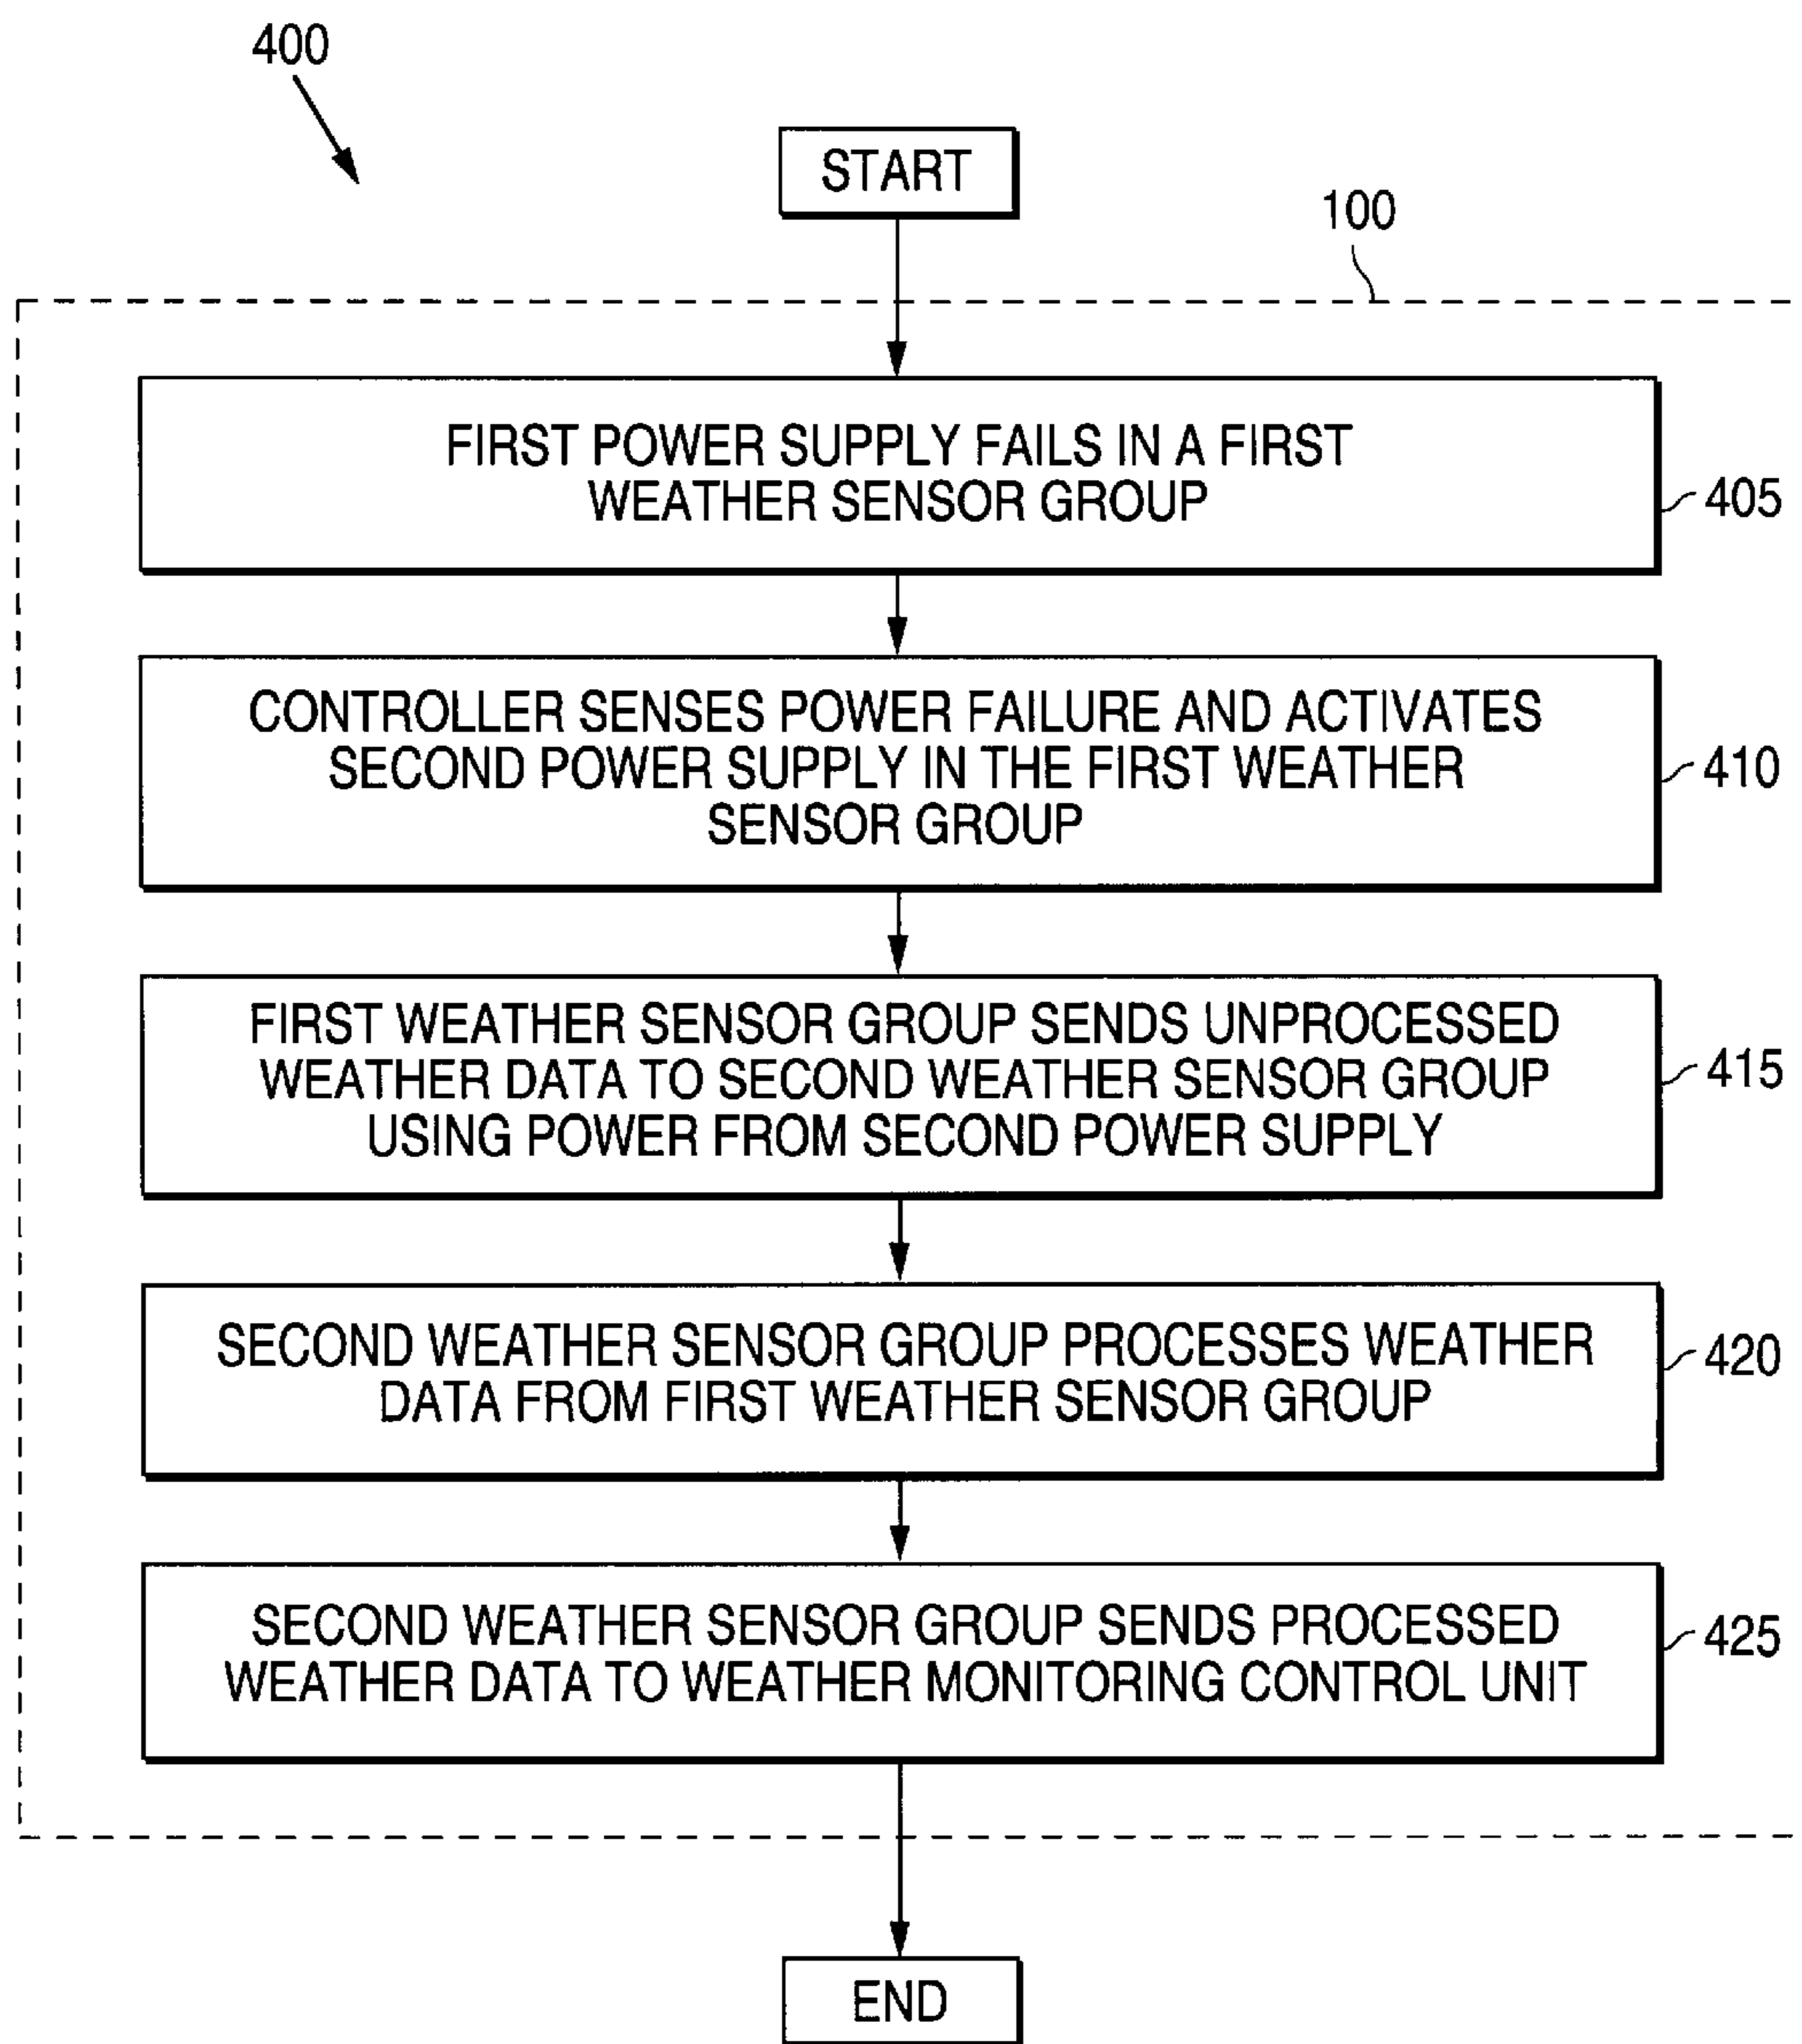 400
START
100
FIRST POWER SUPPLY FAILS IN A FIRST
WEATHER SENSOR GROUP
405
CONTROLLER SENSES POWER FAILURE AND ACTIVATES
SECOND POWER SUPPLY IN THE FIRST WEATHER
SENSOR GROUP
410
FIRST WEATHER SENSOR GROUP SENDS UNPROCESSED
WEATHER DATA TO SECOND WEATHER SENSOR GROUP
USING POWER FROM SECOND POWER SUPPLY
415
SECOND WEATHER SENSOR GROUP PROCESSES WEATHER
DATA FROM FIRST WEATHER SENSOR GROUP
420
SECOND WEATHER SENSOR GROUP SENDS PROCESSED
WEATHER DATA TO WEATHER MONITORING CONTROL UNIT
425
END